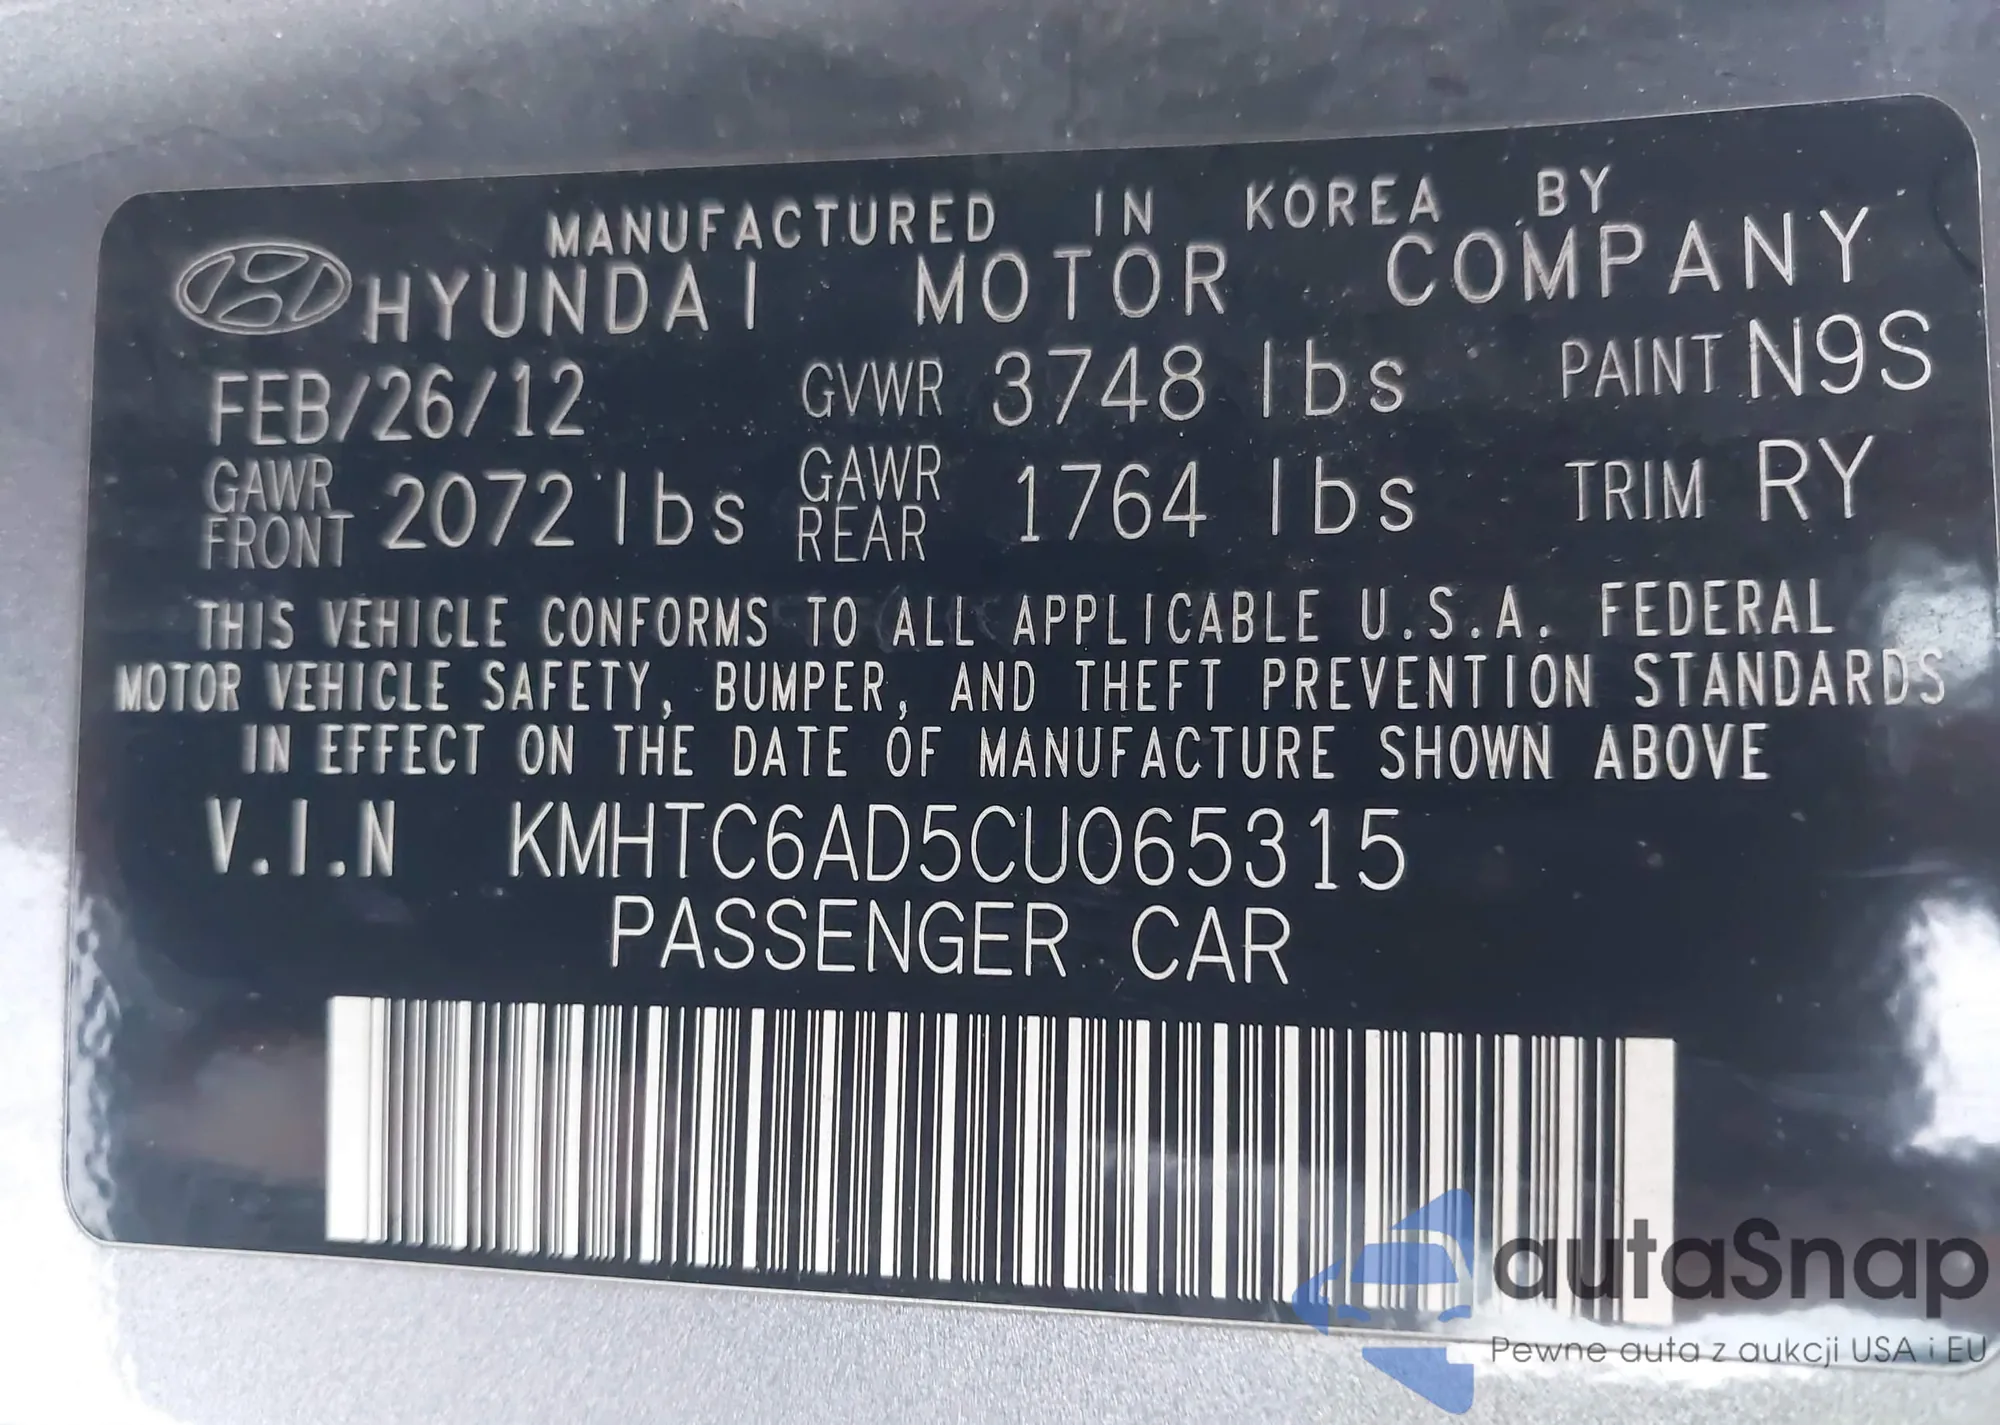 MANUFACTURED IN KOREA BY
HYUNDAI MOTOR COMPANY
FEB/26/12 GVWR 3748 lbs PAINT N9S
GAWR FRONT 2072 lbs GAWR REAR 1764 lbs TRIM RY
THIS VEHICLE CONFORMS TO ALL APPLICABLE U.S.A. FEDERAL
MOTOR VEHICLE SAFETY, BUMPER, AND THEFT PREVENTION STANDARDS
IN EFFECT ON THE DATE OF MANUFACTURE SHOWN ABOVE
V.I.N KMHTC6AD5CU065315
PASSENGER CAR
autaSnap
Pewne auta z aukcji USA i EU